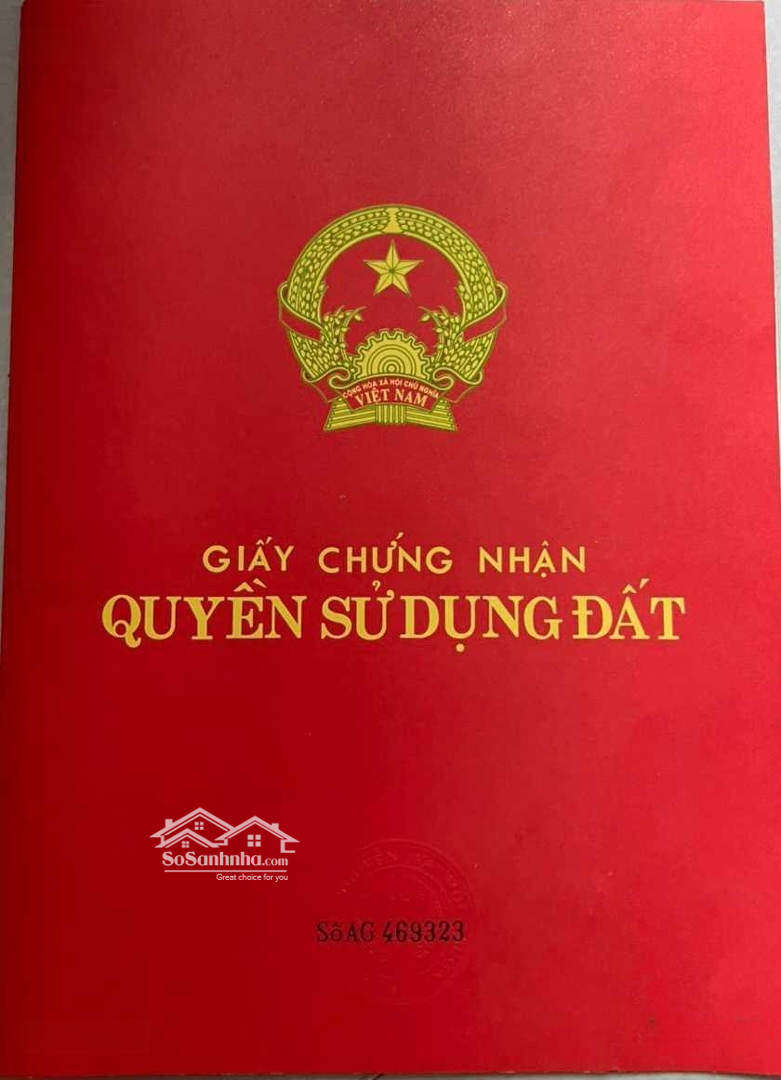 CỘNG HÒA XÃ HỘI CHỦ NGHĨA
VIỆT NAM
GIẤY CHỨNG NHẬN
QUYỀN SỬ DỤNG ĐẤT
SoSanhnha.com
Great choice for you
Số AG 469323